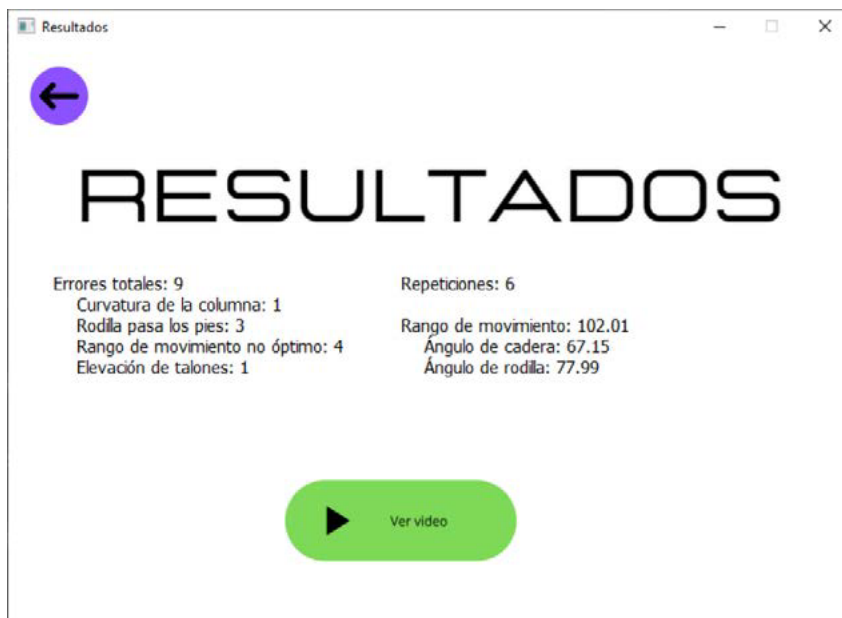 Resultados
RESULTADOS
Errores totales: 9
Curvatura de la columna: 1
Rodilla pasa los pies: 3
Rango de movimiento no óptimo: 4
Elevación de talones: 1
Repeticiones: 6
Rango de movimiento: 102.01
Ángulo de cadera: 67.15
Ángulo de rodilla: 77.99
Ver video